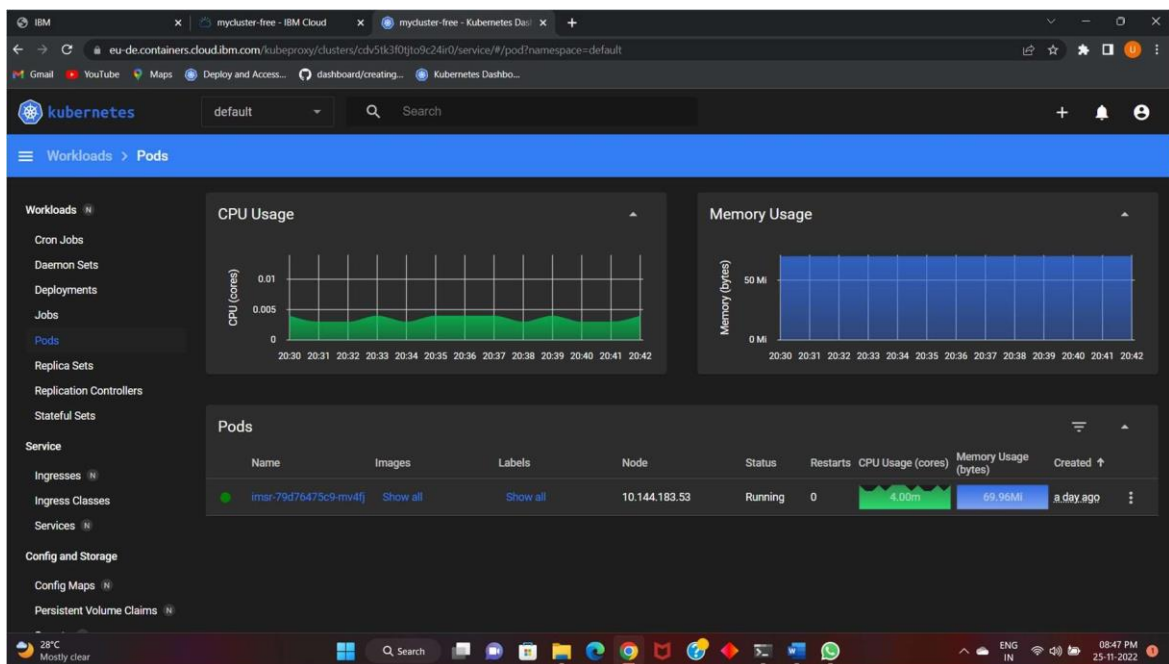 IBM
mycluster-free - IBM Cloud
mycluster-free - Kubernetes Das
eu-de.containers.cloud.ibm.com/kubeproxy/clusters/cdv5tk3f0tjto9c24ir0/service/#/pod?namespace=default
U
Gmail
YouTube
Maps
Deploy and Access...
dashboard/creating...
Kubernetes Dashbo...
kubernetes
default
Search
Workloads > Pods
Workloads N
Cron Jobs
Daemon Sets
Deployments
Jobs
Pods
Replica Sets
Replication Controllers
Stateful Sets
Service
Ingresses N
Ingress Classes
Services N
Config and Storage
Config Maps N
Persistent Volume Claims N
CPU Usage
CPU (cores)
0.01
0.005
0
20:30 20:31 20:32 20:33 20:34 20:35 20:36 20:37 20:38 20:39 20:40 20:41 20:42
Memory Usage
Memory (bytes)
50 Mi
0 Mi
20:30 20:31 20:32 20:33 20:34 20:35 20:36 20:37 20:38 20:39 20:40 20:41 20:42
Pods
Name Images Labels Node Status Restarts CPU Usage (cores) Memory Usage (bytes) Created
imsr-79d76475c9-mv4fj Show all Show all 10.144.183.53 Running 0 4.00m 69.96Mi a day ago
28°C
Mostly clear
Search
ENG
IN
08:47 PM
25-11-2022
1